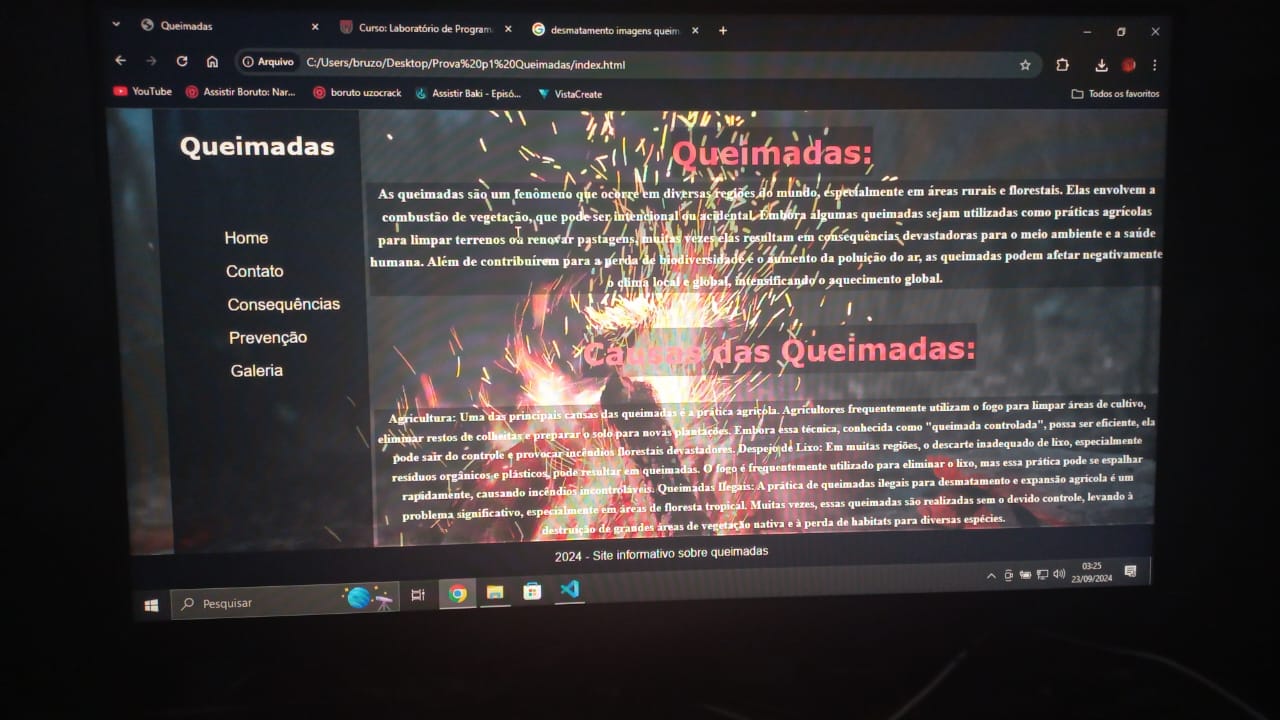 Queimadas
Curso: Laboratório de Program
desmatamento imagens queim
Arquivo C:/Users/bruzo/Desktop/Prova%20p1%20Queimadas/index.html
YouTube Assistir Boruto: Nar... boruto uzocrack Assistir Baki - Episó... VistaCreate Todos os favoritos
Queimadas
Home
Contato
Consequências
Prevenção
Galeria
Queimadas:
As queimadas são um fenômeno que ocorre em diversas regiões do mundo, especialmente em áreas rurais e florestais. Elas envolvem a
combustão de vegetação, que pode ser intencional ou acidental. Embora algumas queimadas sejam utilizadas como práticas agrícolas
para limpar terrenos ou renovar pastagens, muitas vezes elas resultam em consequências devastadoras para o meio ambiente e a saúde
humana. Além de contribuírem para a perda de biodiversidade e o aumento da poluição do ar, as queimadas podem afetar negativamente
o clima local e global, intensificando o aquecimento global.
Causas das Queimadas:
Agricultura: Uma das principais causas das queimadas é a prática agrícola. Agricultores frequentemente utilizam o fogo para limpar áreas de cultivo,
eliminar restos de colheitas e preparar o solo para novas plantações. Embora essa técnica, conhecida como "queimada controlada", possa ser eficiente, ela
pode sair do controle e provocar incêndios florestais devastadores. Despejo de Lixo: Em muitas regiões, o descarte inadequado de lixo, especialmente
resíduos orgânicos e plásticos, pode resultar em queimadas. O fogo é frequentemente utilizado para eliminar o lixo, mas essa prática pode se espalhar
rapidamente, causando incêndios incontroláveis. Queimadas Ilegais: A prática de queimadas ilegais para desmatamento e expansão agrícola é um
problema significativo, especialmente em áreas de floresta tropical. Muitas vezes, essas queimadas são realizadas sem o devido controle, levando à
destruição de grandes áreas de vegetação nativa e à perda de habitats para diversas espécies.
2024 - Site informativo sobre queimadas
Pesquisar
03:25
23/09/2024